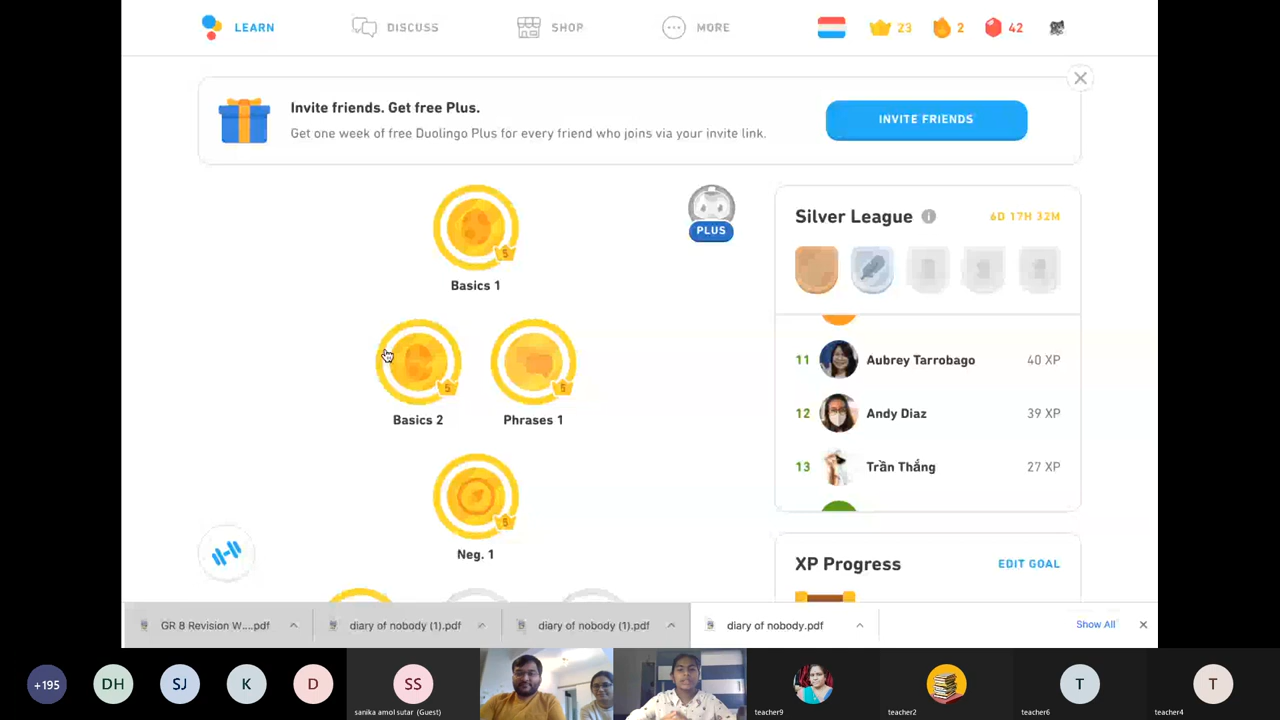 LEARN
DISCUSS
SHOP
MORE
23
2
42
Invite friends. Get free Plus.
Get one week of free Duolingo Plus for every friend who joins via your invite link.
INVITE FRIENDS
5
Basics 1
PLUS
Silver League
6D 17H 32M
11 Aubrey Tarrobago 40 XP
12 Andy Diaz 39 XP
13 Trần Thắng 27 XP
5
Basics 2
5
Phrases 1
5
Neg. 1
XP Progress
EDIT GOAL
GR 8 Revision W....pdf
diary of nobody (1).pdf
diary of nobody (1).pdf
diary of nobody.pdf
Show All
+195
DH
SJ
K
D
SS
sanika amol sutar (Guest)
teacher9
teacher2
T
teacher6
T
teacher4